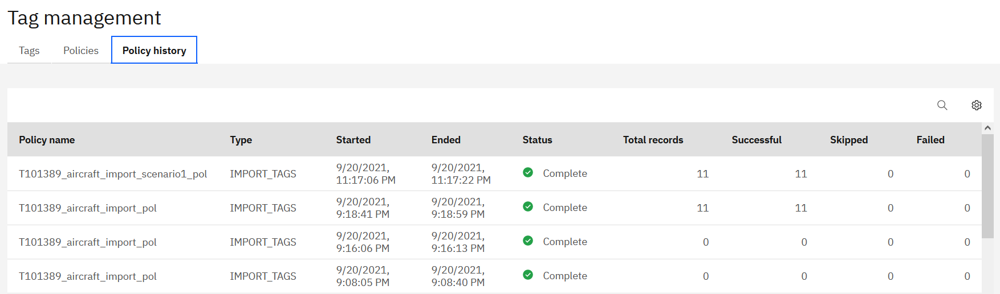 Tag management
Tags Policies Policy history
Policy name Type Started Ended Status Total records Successful Skipped Failed
T101389_aircraft_import_scenario1_pol IMPORT_TAGS 9/20/2021, 11:17:06 PM 9/20/2021, 11:17:22 PM Complete 11 11 0 0
T101389_aircraft_import_pol IMPORT_TAGS 9/20/2021, 9:18:41 PM 9/20/2021, 9:18:59 PM Complete 11 11 0 0
T101389_aircraft_import_pol IMPORT_TAGS 9/20/2021, 9:16:06 PM 9/20/2021, 9:16:13 PM Complete 0 0 0 0
T101389_aircraft_import_pol IMPORT_TAGS 9/20/2021, 9:08:05 PM 9/20/2021, 9:08:40 PM Complete 0 0 0 0